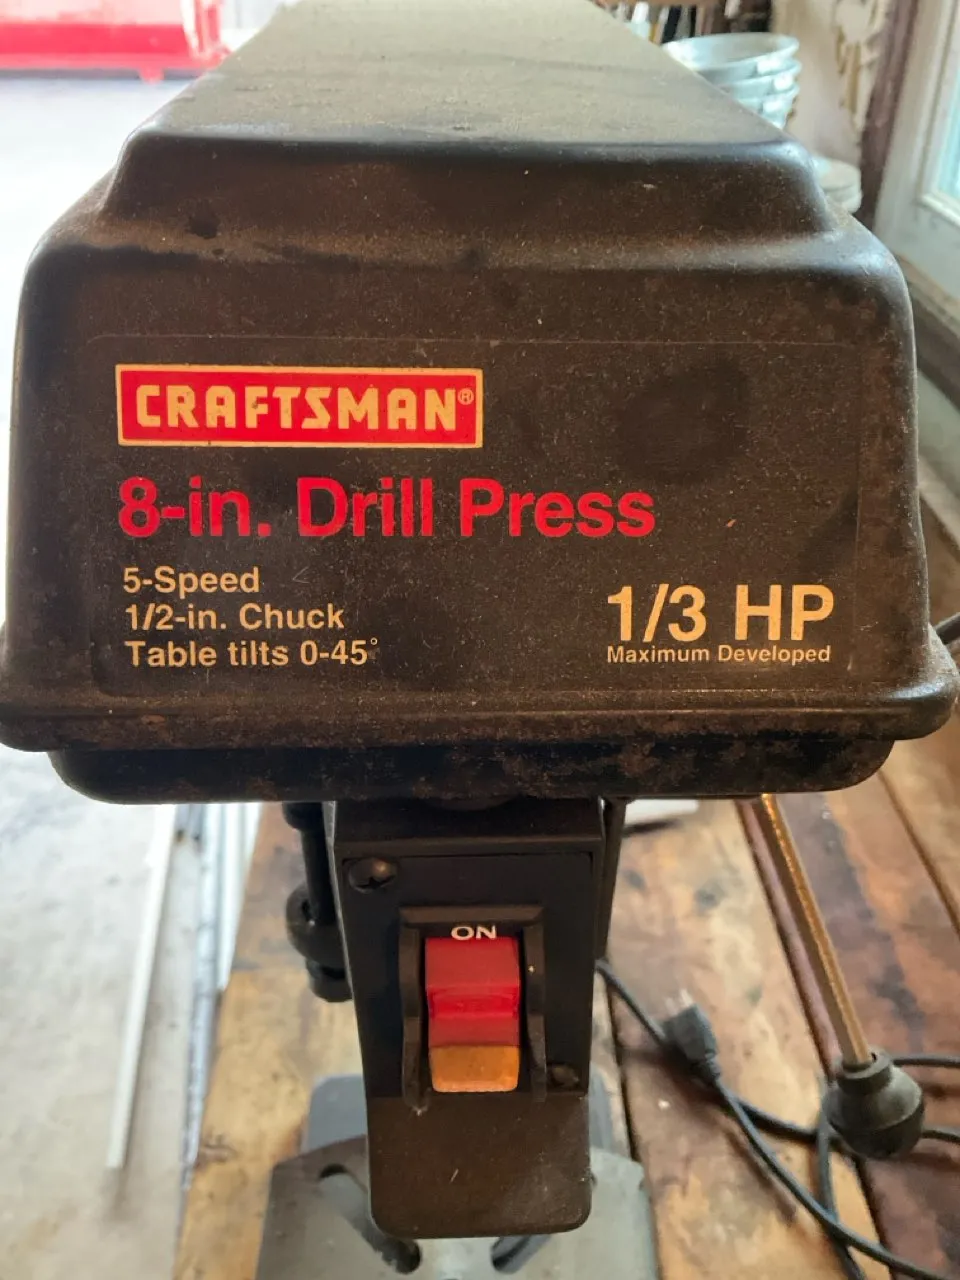 CRAFTSMAN®
8-in. Drill Press
5-Speed
1/2-in. Chuck
Table tilts 0-45°
1/3 HP
Maximum Developed
ON